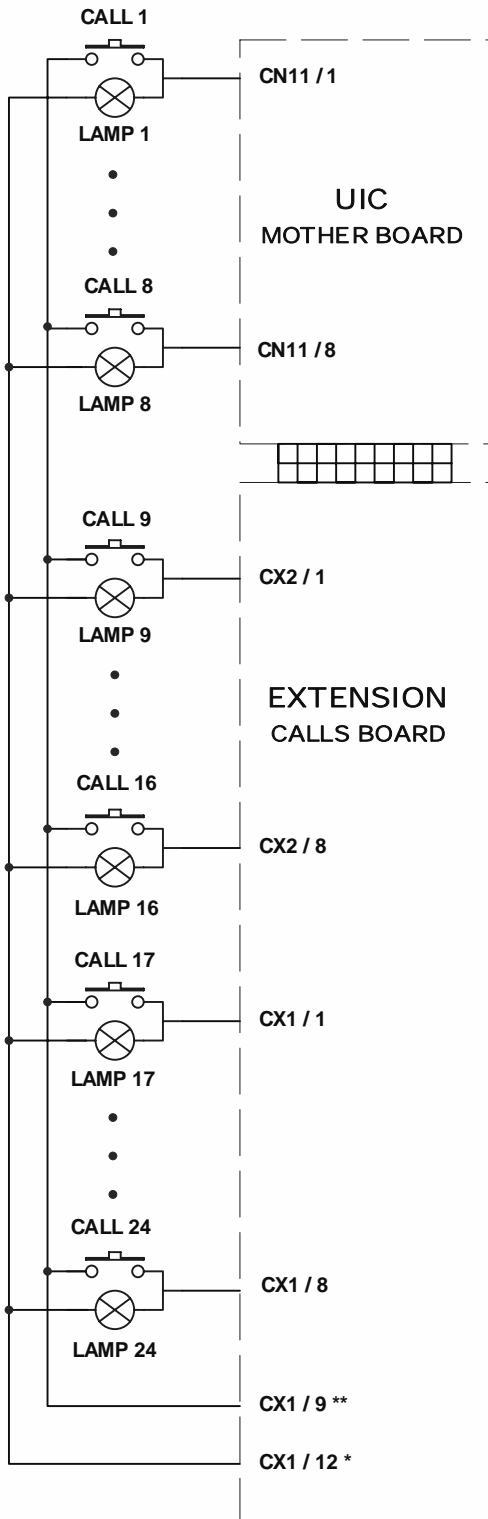 CALL 1
CN11 / 1
LAMP 1
UIC
MOTHER BOARD
CALL 8
CN11 / 8
LAMP 8
CALL 9
CX2 / 1
LAMP 9
EXTENSION
CALLS BOARD
CALL 16
CX2 / 8
LAMP 16
CALL 17
CX1 / 1
LAMP 17
CALL 24
CX1 / 8
LAMP 24
CX1 / 9 **
CX1 / 12 *